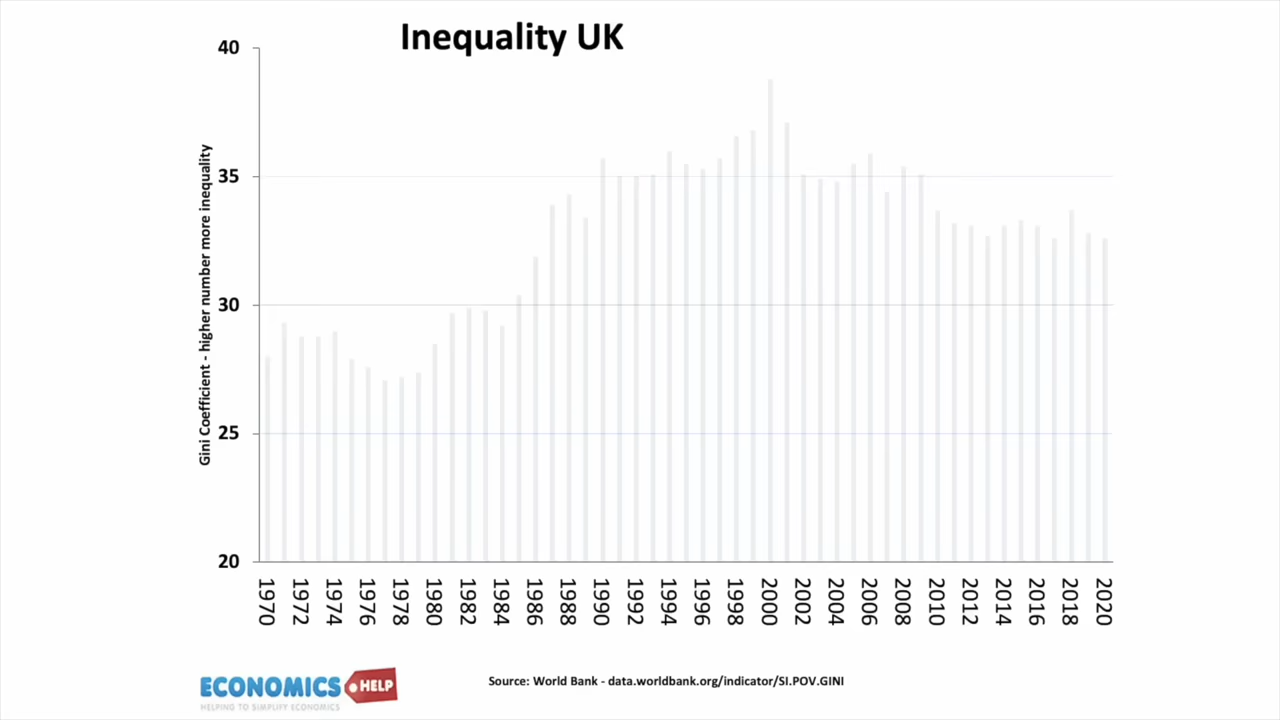 Inequality UK
Gini Coefficient - higher number more inequality
40
35
30
25
20
1970 1972 1974 1976 1978 1980 1982 1984 1986 1988 1990 1992 1994 1996 1998 2000 2002 2004 2006 2008 2010 2012 2014 2016 2018 2020
ECONOMICS HELP
HELPING TO SIMPLIFY ECONOMICS
Source: World Bank - data.worldbank.org/indicator/SI.POV.GINI